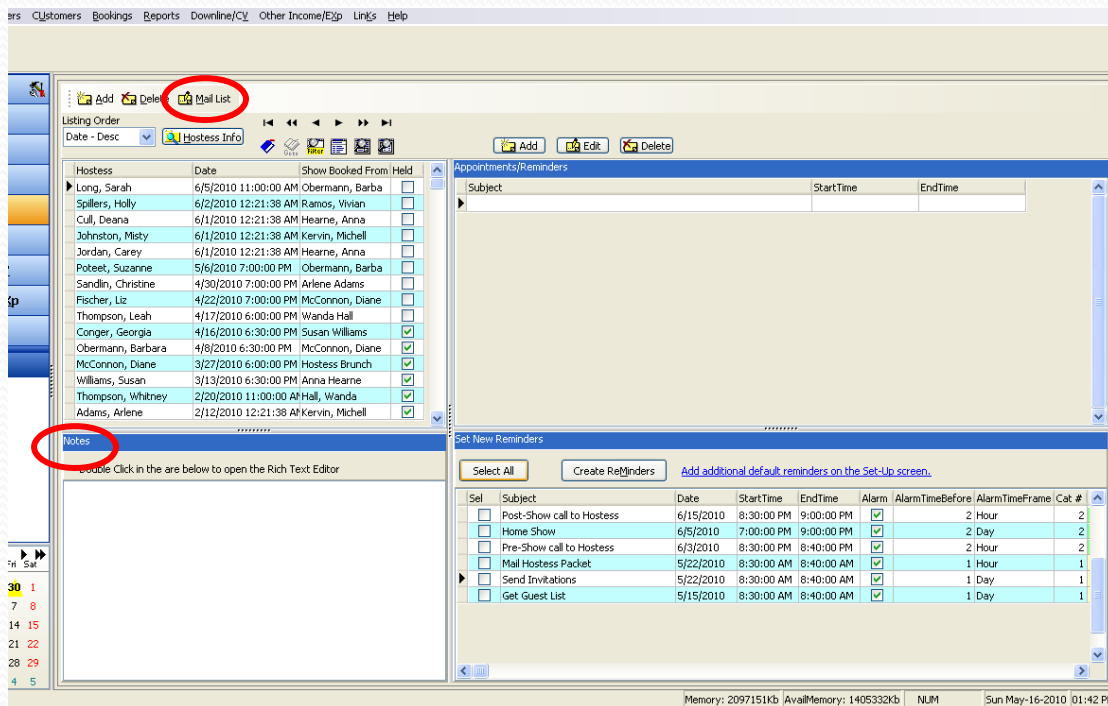 ers CUstomers Bookings Reports Downline/CV Other Income/EXp LinKs Help
Add Delete Mail List
Listing Order
Date - Desc Hostess Info
Goto Filter
Add Edit Delete
Hostess Date Show Booked From Held
Long, Sarah 6/5/2010 11:00:00 AM Obermann, Barba
Spillers, Holly 6/2/2010 12:21:38 AM Ramos, Vivian
Cull, Deana 6/1/2010 12:21:38 AM Hearne, Anna
Johnston, Misty 6/1/2010 12:21:38 AM Kervin, Michell
Jordan, Carey 6/1/2010 12:21:38 AM Hearne, Anna
Poteet, Suzanne 5/6/2010 7:00:00 PM Obermann, Barba
Sandlin, Christine 4/30/2010 7:00:00 PM Arlene Adams
Fischer, Liz 4/22/2010 7:00:00 PM McConnon, Diane
Thompson, Leah 4/17/2010 6:00:00 PM Wanda Hall
Conger, Georgia 4/16/2010 6:30:00 PM Susan Williams
Obermann, Barbara 4/8/2010 6:30:00 PM McConnon, Diane
McConnon, Diane 3/27/2010 6:00:00 PM Hostess Brunch
Williams, Susan 3/13/2010 6:30:00 PM Anna Hearne
Thompson, Whitney 2/20/2010 11:00:00 AM Hall, Wanda
Adams, Arlene 2/12/2010 12:21:38 AM Kervin, Michell
Appointments/Reminders
Subject StartTime EndTime
Notes
Double Click in the are below to open the Rich Text Editor
Set New Reminders
Select All Create ReMinders Add additional default reminders on the Set-Up screen.
Sel Subject Date StartTime EndTime Alarm AlarmTimeBefore AlarmTimeFrame Cat #
Post-Show call to Hostess 6/15/2010 8:30:00 PM 9:00:00 PM 2 Hour 2
Home Show 6/5/2010 7:00:00 PM 9:00:00 PM 2 Day 2
Pre-Show call to Hostess 6/3/2010 8:30:00 PM 8:40:00 PM 2 Hour 2
Mail Hostess Packet 5/22/2010 8:30:00 AM 8:40:00 AM 1 Hour 1
Send Invitations 5/22/2010 8:30:00 AM 8:40:00 AM 1 Day 1
Get Guest List 5/15/2010 8:30:00 AM 8:40:00 AM 1 Day 1
Xp
Fri Sat
30 1
7 8
14 15
21 22
28 29
4 5
Memory: 2097151Kb AvailMemory: 1405332Kb NUM Sun May-16-2010 01:42 P